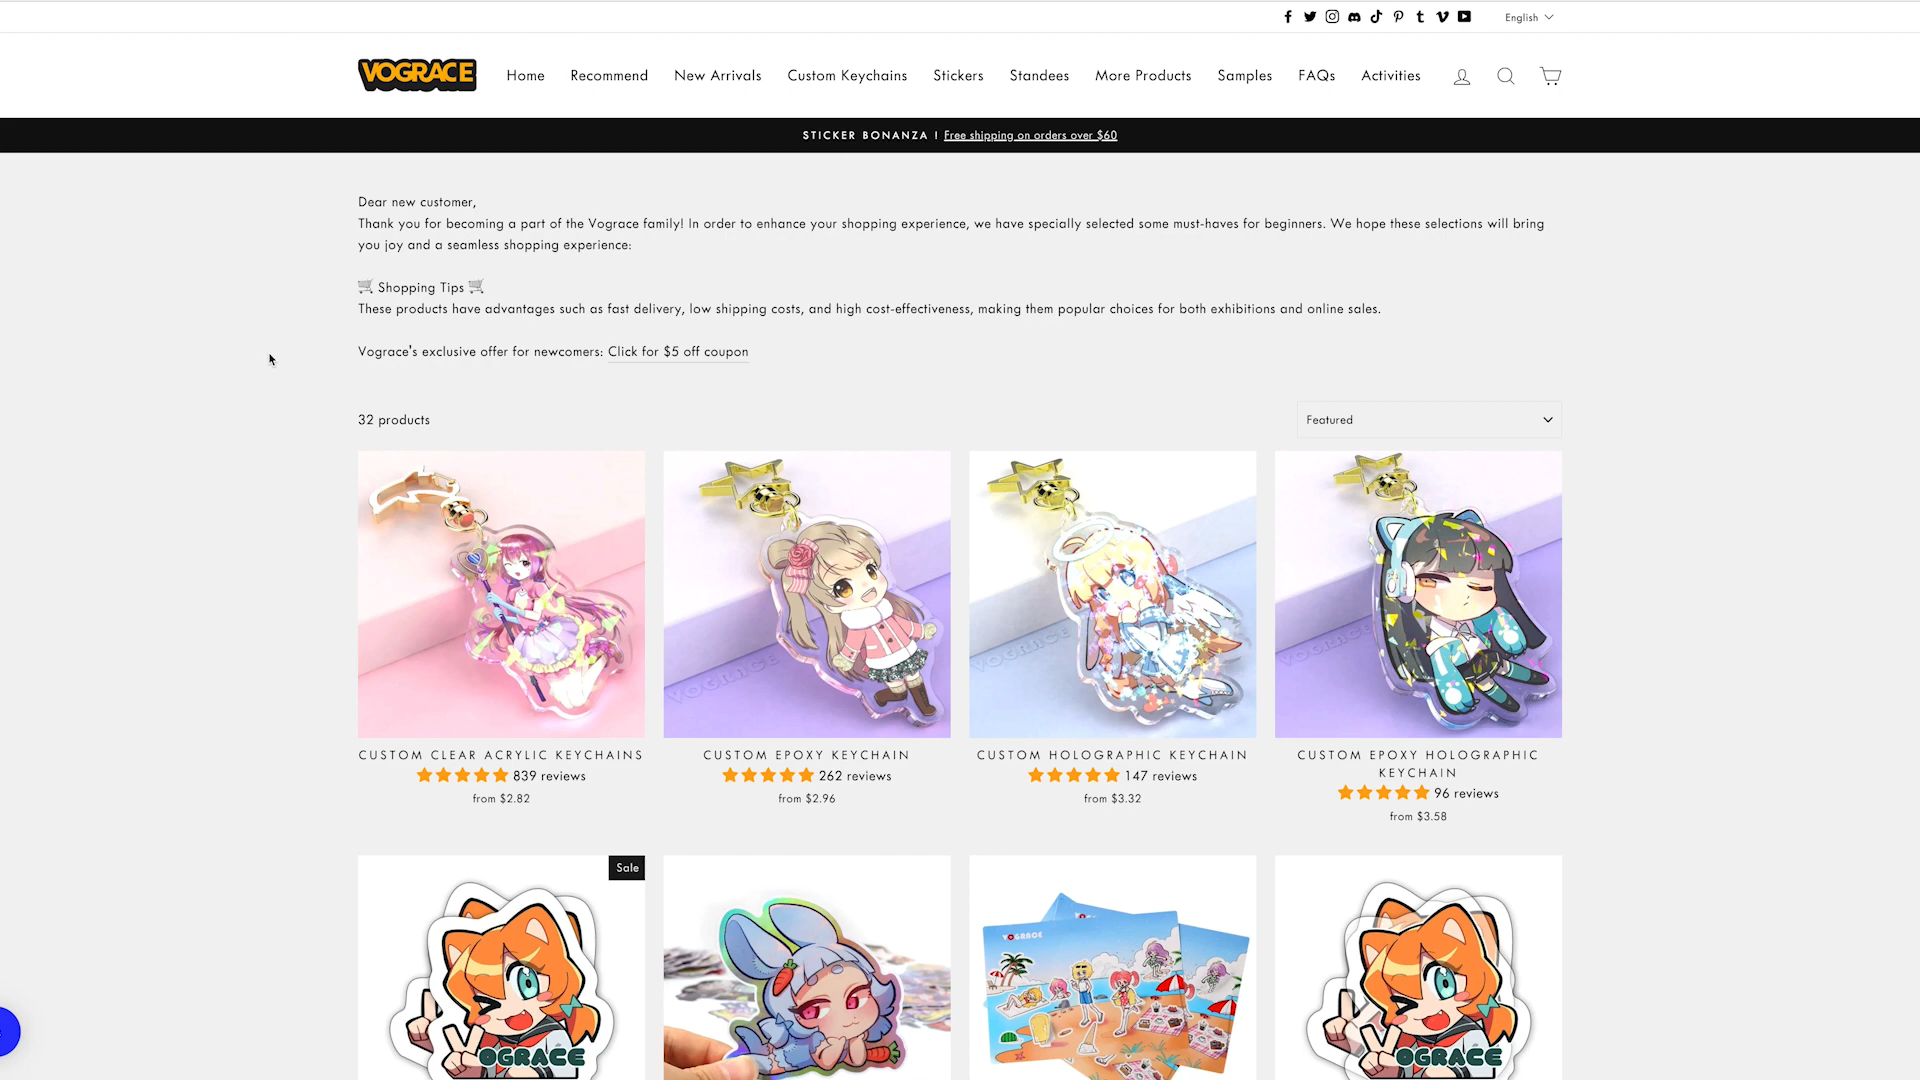 English
VOGRACE
Home
Recommend
New Arrivals
Custom Keychains
Stickers
Standees
More Products
Samples
FAQs
Activities
STICKER BONANZA ! Free shipping on orders over $60
Dear new customer,
Thank you for becoming a part of the Vograce family! In order to enhance your shopping experience, we have specially selected some must-haves for beginners. We hope these selections will bring
you joy and a seamless shopping experience:
🛒 Shopping Tips 🛒
These products have advantages such as fast delivery, low shipping costs, and high cost-effectiveness, making them popular choices for both exhibitions and online sales.
Vograce's exclusive offer for newcomers: Click for $5 off coupon
32 products
Featured
VOGRACE
VOGRACE
VOGRACE
CUSTOM CLEAR ACRYLIC KEYCHAINS
839 reviews
from $2.82
CUSTOM EPOXY KEYCHAIN
262 reviews
from $2.96
CUSTOM HOLOGRAPHIC KEYCHAIN
147 reviews
from $3.32
CUSTOM EPOXY HOLOGRAPHIC
KEYCHAIN
96 reviews
from $3.58
Sale
OGRACE
VOGRACE
OGRACE